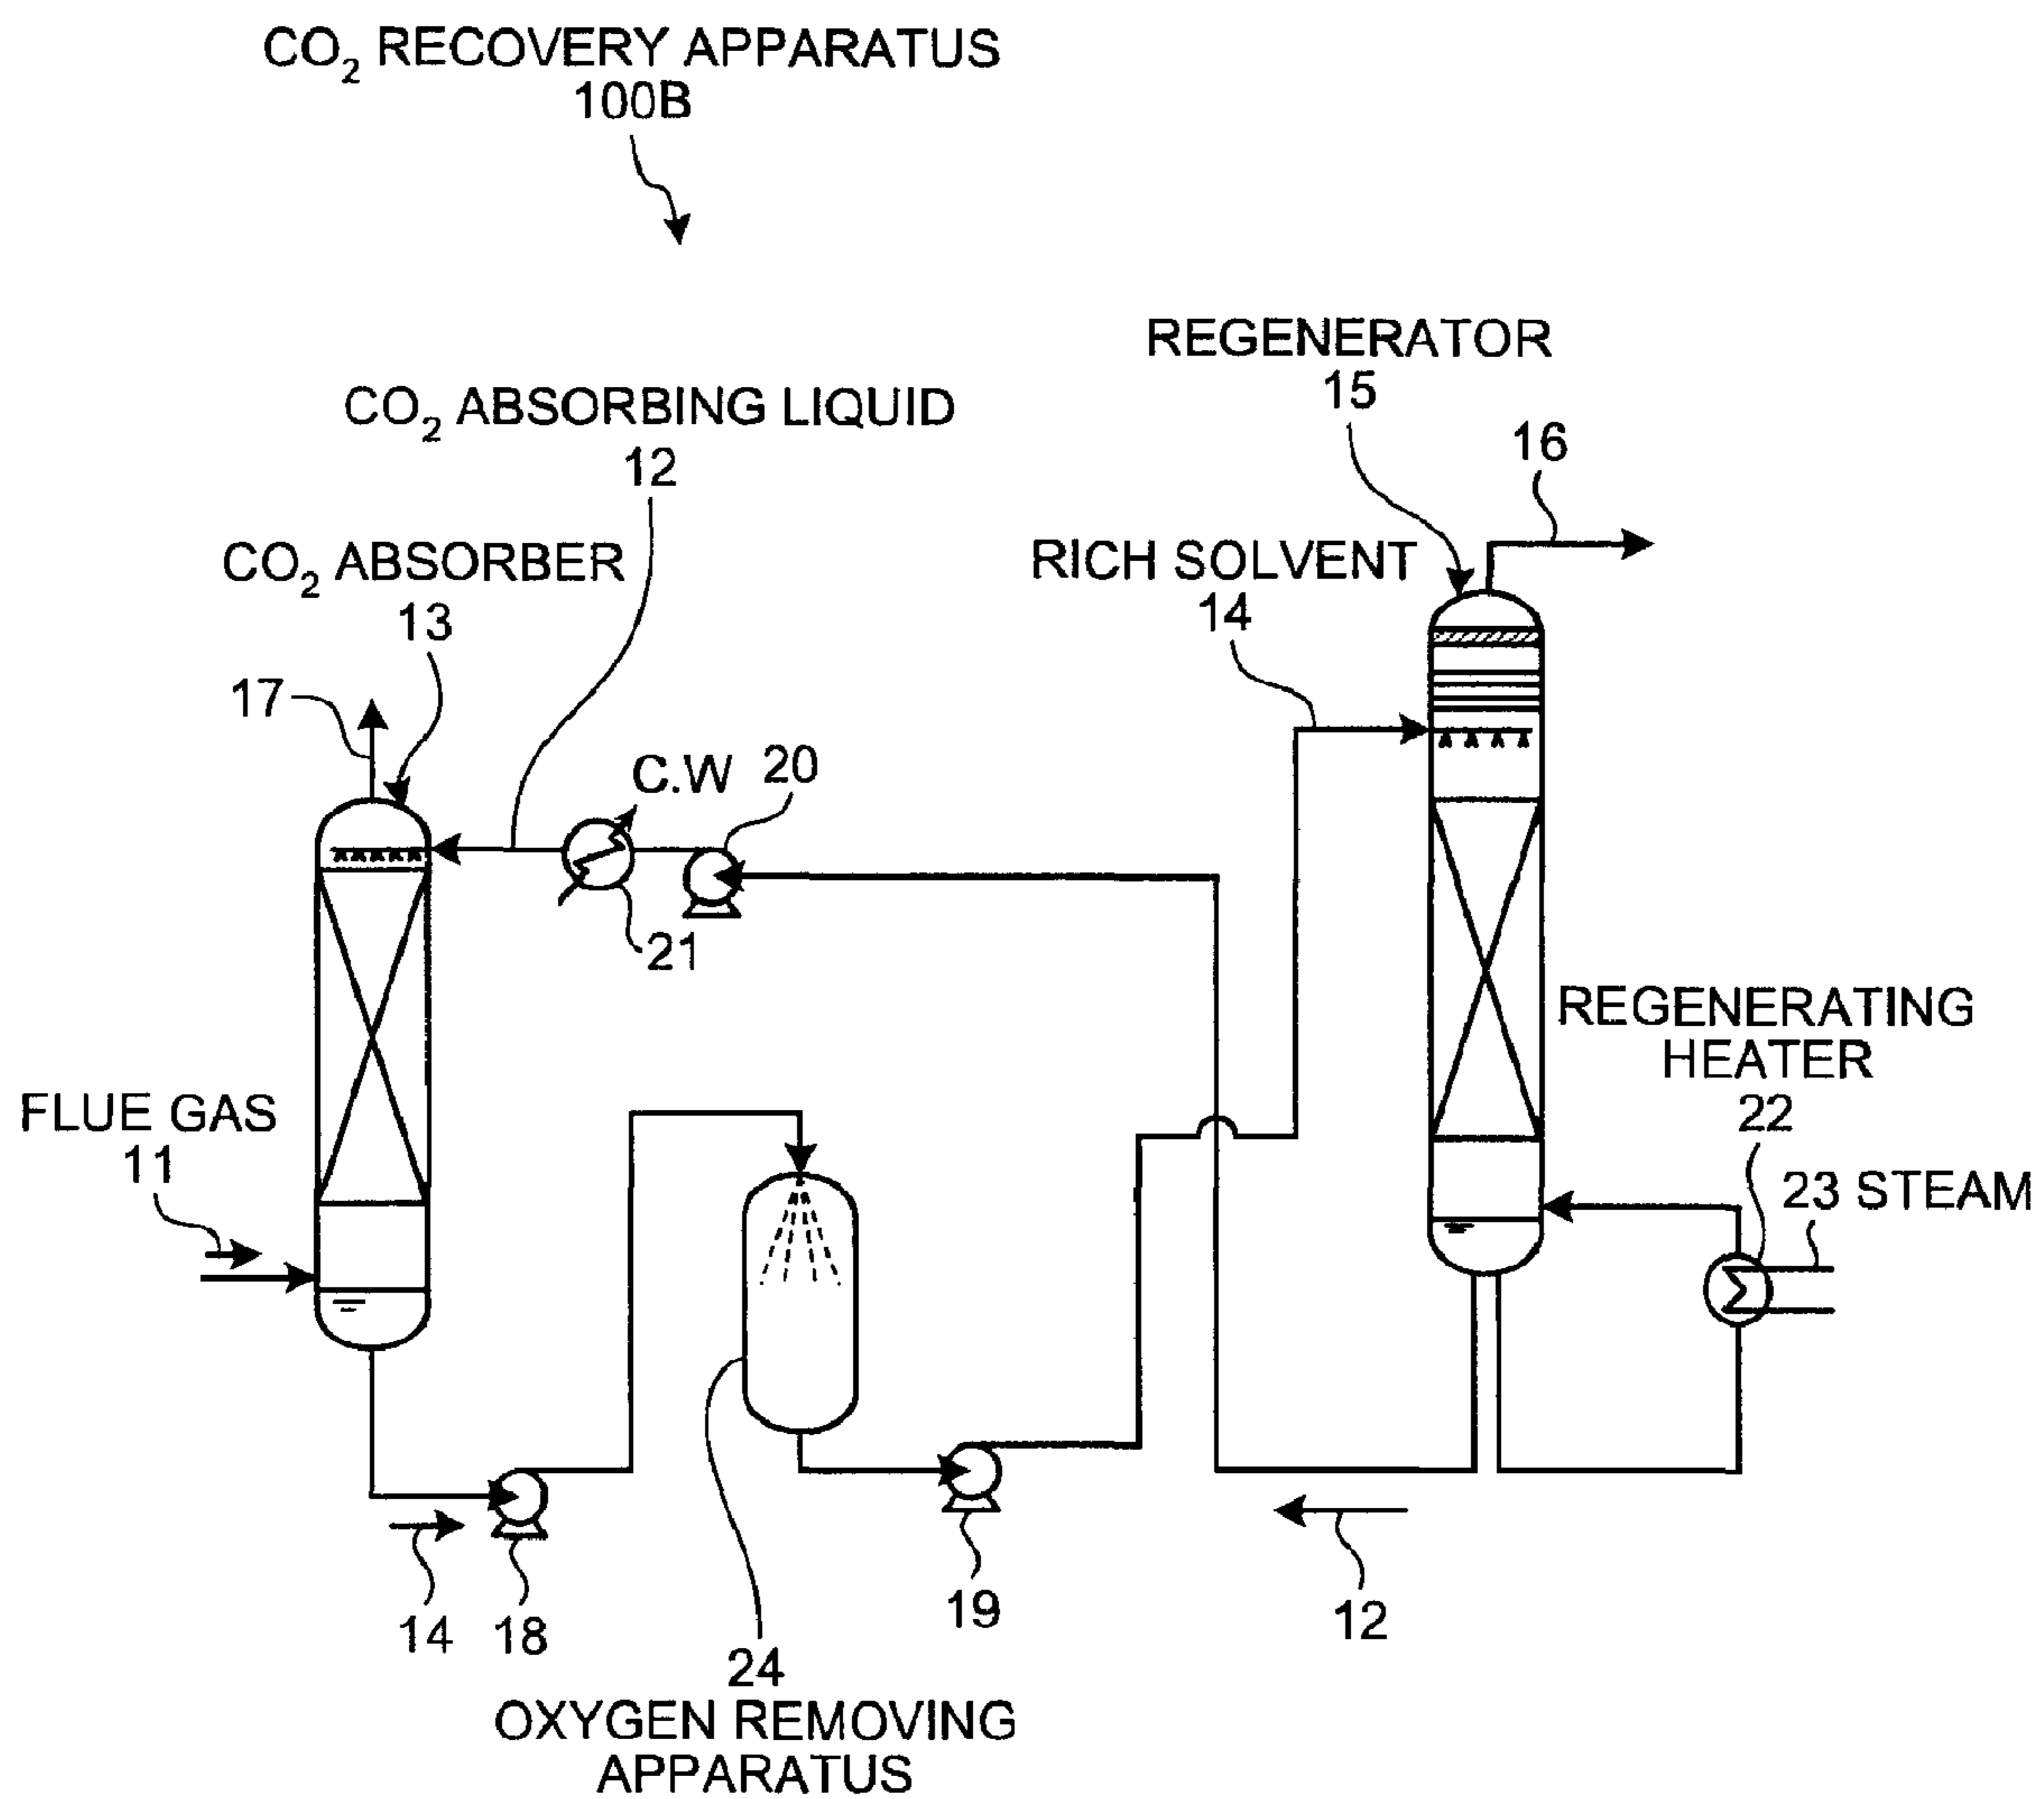 CO2 RECOVERY APPARATUS
100B
REGENERATOR
15
16
CO2 ABSORBING LIQUID
12
RICH SOLVENT
14
CO2 ABSORBER
13
17
C.W
20
21
REGENERATING
HEATER
22
FLUE GAS
11
23 STEAM
14
18
19
12
24
OXYGEN REMOVING
APPARATUS